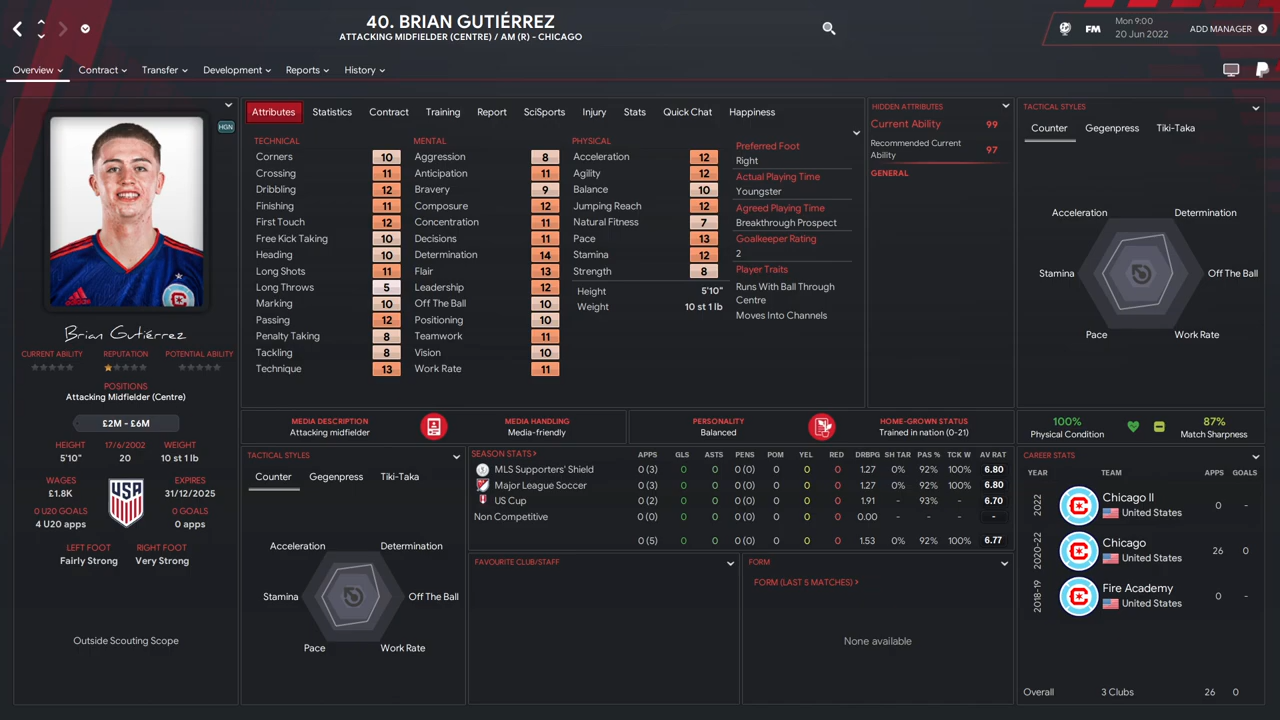 40. BRIAN GUTIÉRREZ
ATTACKING MIDFIELDER (CENTRE) / AM (R) - CHICAGO
FM
Mon 9:00
20 Jun 2022
ADD MANAGER
Overview
Contract
Transfer
Development
Reports
History
HGN
Brian Gutiérrez
CURRENT ABILITY
REPUTATION
POTENTIAL ABILITY
POSITIONS
Attacking Midfielder (Centre)
£2M - £6M
HEIGHT 17/6/2002 WEIGHT
5'10" 20 10 st 1 lb
WAGES EXPIRES
£1.8K 31/12/2025
USA
0 U20 GOALS 0 GOALS
4 U20 apps 0 apps
LEFT FOOT RIGHT FOOT
Fairly Strong Very Strong
Outside Scouting Scope
Attributes Statistics Contract Training Report SciSports Injury Stats Quick Chat Happiness
TECHNICAL
Corners 10
Crossing 11
Dribbling 12
Finishing 11
First Touch 12
Free Kick Taking 10
Heading 10
Long Shots 11
Long Throws 5
Marking 10
Passing 12
Penalty Taking 8
Tackling 8
Technique 13
MENTAL
Aggression 8
Anticipation 11
Bravery 9
Composure 12
Concentration 11
Decisions 11
Determination 14
Flair 13
Leadership 12
Off The Ball 10
Positioning 10
Teamwork 11
Vision 10
Work Rate 11
PHYSICAL
Acceleration 12
Agility 12
Balance 10
Jumping Reach 12
Natural Fitness 7
Pace 13
Stamina 12
Strength 8
Height 5'10"
Weight 10 st 1 lb
Preferred Foot
Right
Actual Playing Time
Youngster
Agreed Playing Time
Breakthrough Prospect
Goalkeeper Rating
2
Player Traits
Runs With Ball Through
Centre
Moves Into Channels
HIDDEN ATTRIBUTES
Current Ability 99
Recommended Current
Ability 97
GENERAL
TACTICAL STYLES
Counter Gegenpress Tiki-Taka
Acceleration Determination
Stamina Off The Ball
Pace Work Rate
MEDIA DESCRIPTION
Attacking midfielder
MEDIA HANDLING
Media-friendly
PERSONALITY
Balanced
HOME-GROWN STATUS
Trained in nation (0-21)
100%
Physical Condition
87%
Match Sharpness
TACTICAL STYLES
Counter Gegenpress Tiki-Taka
Acceleration Determination
Stamina Off The Ball
Pace Work Rate
SEASON STATS > APPS GLS ASTS PENS POM YEL RED DRBPG SH TAR PAS % TCK W AV RAT
MLS Supporters' Shield 0 (3) 0 0 0 (0) 0 0 0 1.27 0% 92% 100% 6.80
Major League Soccer 0 (3) 0 0 0 (0) 0 0 0 1.27 0% 92% 100% 6.80
US Cup 0 (2) 0 0 0 (0) 0 0 0 1.91 - 93% - 6.70
Non Competitive 0 (0) 0 0 0 (0) 0 0 0 0.00 - - - -
0 (5) 0 0 0 (0) 0 0 0 1.53 0% 92% 100% 6.77
FAVOURITE CLUB/STAFF
FORM
FORM (LAST 5 MATCHES) >
None available
CAREER STATS
YEAR TEAM APPS GOALS
2022 Chicago II 0 -
United States
2020-22 Chicago 26 0
United States
2018-19 Fire Academy 0 -
United States
Overall 3 Clubs 26 0